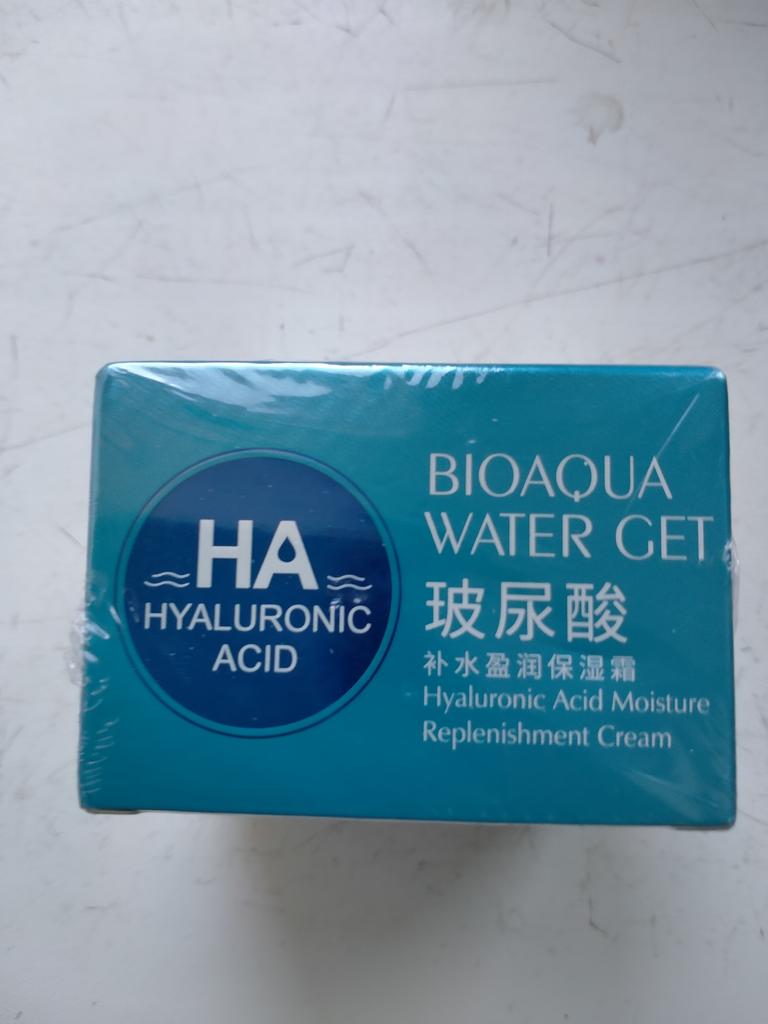 HA
HYALURONIC
ACID
BIOAQUA
WATER GET
玻尿酸
补水盈润保湿霜
Hyaluronic Acid Moisture
Replenishment Cream